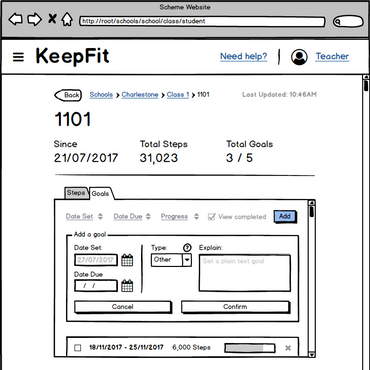 Scheme Website
http://root/schools/school/class/student
KeepFit
Need help?
Teacher
Back
Schools > Charlestone > Class 1 > 1101
Last Updated: 10:46AM
1101
Since Total Steps Total Goals
21/07/2017 31,023 3 / 5
Steps Goals
Date Set Date Due Progress View completed Add
Add a goal
Date Set Type: ? Explain:
27/07/2017 Other Set a plain text goal
Date Due
/ /
Cancel Confirm
18/11/2017 - 25/11/2017 6,000 Steps